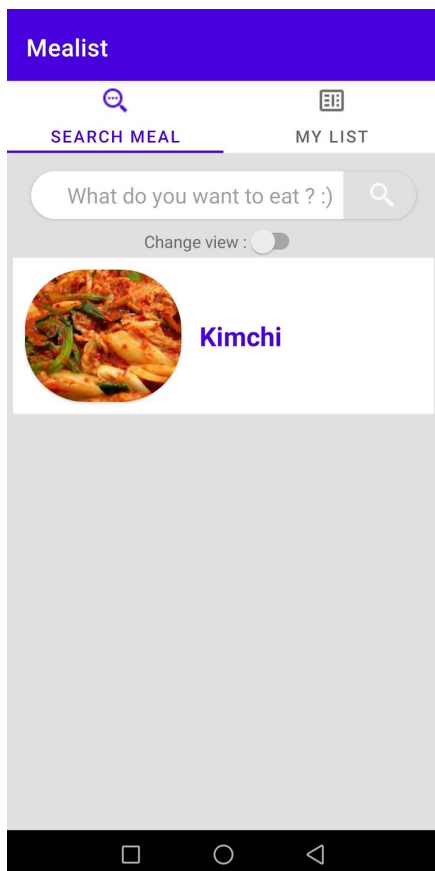 Mealist
SEARCH MEAL
MY LIST
What do you want to eat ? :)
Change view :
Kimchi